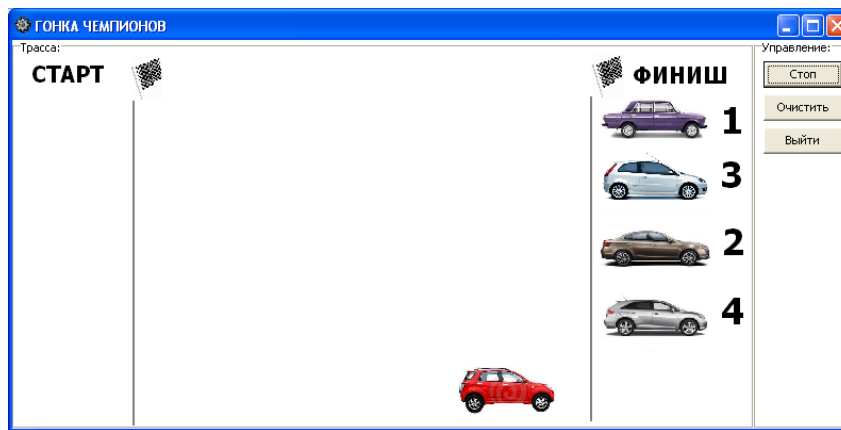 ГОНКА ЧЕМПИОНОВ
Трасса:
Управление:
СТАРТ
ФИНИШ
Стоп
1
Очистить
Выйти
3
2
4